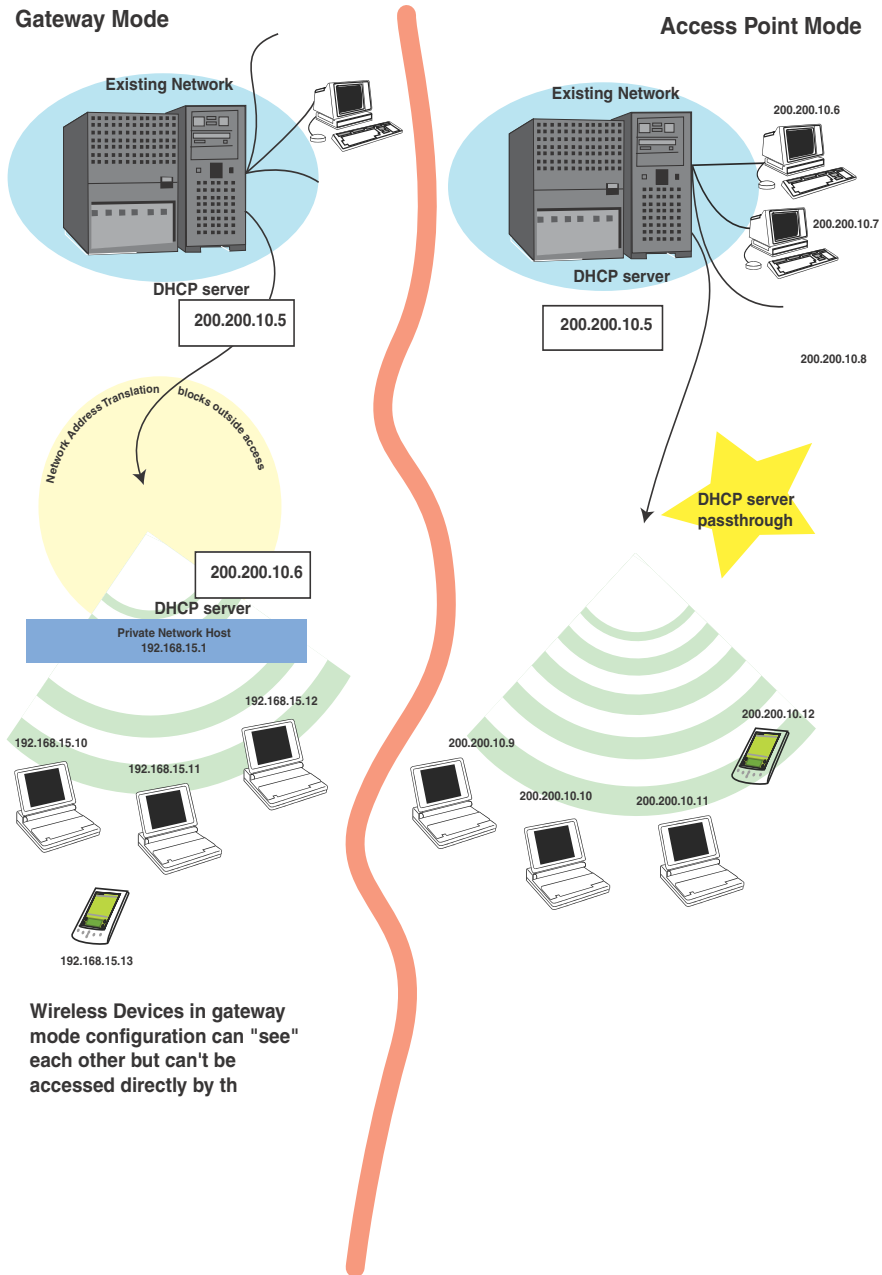 Gateway Mode
Existing Network
DHCP server
200.200.10.5
Network Address Translation blocks outside access
200.200.10.6
DHCP server
Private Network Host
192.168.15.1
192.168.15.10
192.168.15.11
192.168.15.12
192.168.15.13
Wireless Devices in gateway
mode configuration can "see"
each other but can't be
accessed directly by th
Access Point Mode
Existing Network
200.200.10.6
200.200.10.7
DHCP server
200.200.10.5
200.200.10.8
DHCP server
passthrough
200.200.10.9
200.200.10.10
200.200.10.11
200.200.10.12